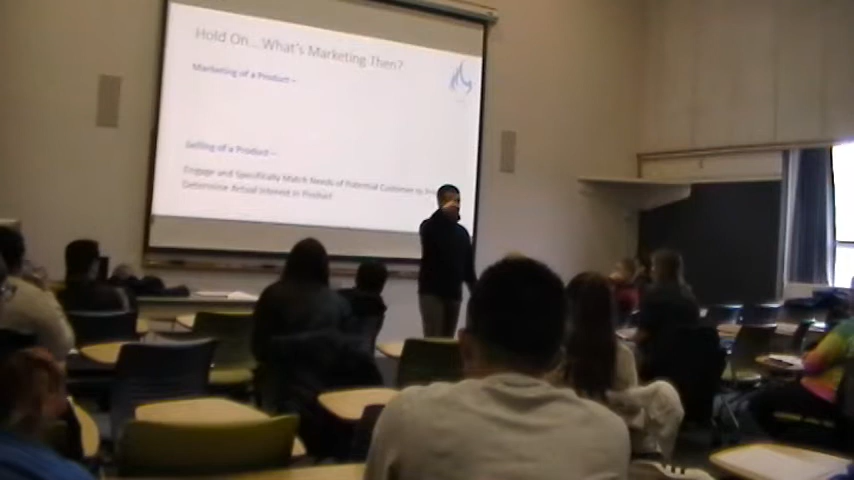 Hold On... What's Marketing Then?
Marketing of a Product –
Selling of a Product –
Engage and Specifically Match Needs of Potential Customer to
Determine Actual Interest in Product